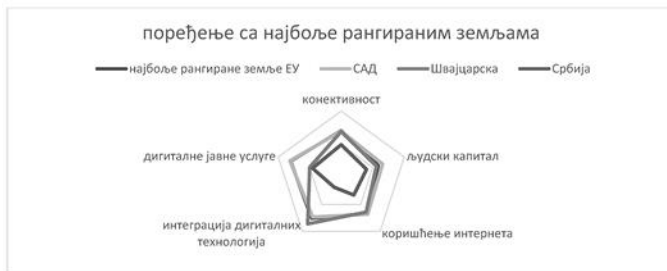 поређење са најбоље рангираним земљама
најбоље рангиране земље ЕУ САД Швајцарска Србија
конективност
дигиталне јавне услуге људски капитал
интеграција дигиталних
технологија
коришћење интернета